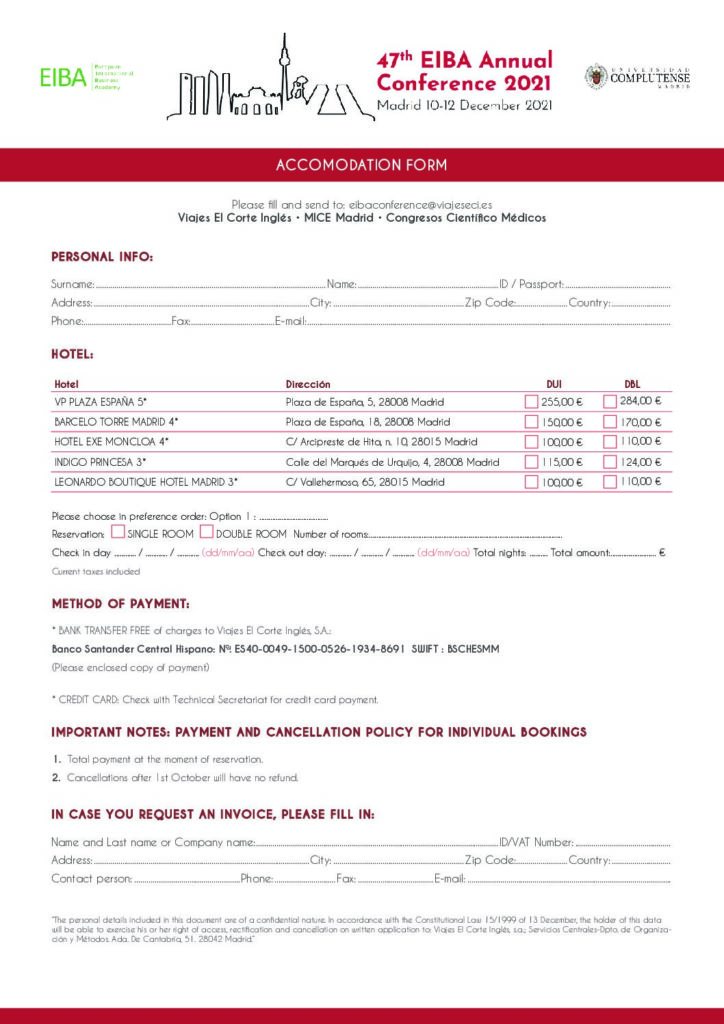 EIBA European International Business Academy
47th EIBA Annual
Conference 2021
Madrid 10-12 December 2021
UNIVERSIDAD
COMPLUTENSE
MADRID
ACCOMODATION FORM
Please fill and send to: eibaconference@viajeseci.es
Viajes El Corte Inglés • MICE Madrid • Congresos Científico Médicos
PERSONAL INFO:
Surname: Name: ID / Passport:
Address: City: Zip Code: Country:
Phone: Fax: E-mail:
HOTEL:
Hotel Dirección DUI DBL
VP PLAZA ESPAÑA 5* Plaza de España, 5, 28008 Madrid 255,00 € 284,00 €
BARCELO TORRE MADRID 4* Plaza de España, 18, 28008 Madrid 150,00 € 170,00 €
HOTEL EXE MONCLOA 4* C/ Arcipreste de Hita, n. 10, 28015 Madrid 100,00 € 110,00 €
INDIGO PRINCESA 3* Calle del Marqués de Urquijo, 4, 28008 Madrid 115,00 € 124,00 €
LEONARDO BOUTIQUE HOTEL MADRID 3* C/ Vallehermoso, 65, 28015 Madrid 100,00 € 110,00 €
Please choose in preference order: Option 1 :
Reservation: SINGLE ROOM DOUBLE ROOM Number of rooms:
Check in day / / (dd/mm/aa) Check out day: / / (dd/mm/aa) Total nights: Total amount: €
Current taxes included
METHOD OF PAYMENT:
* BANK TRANSFER FREE of charges to Viajes El Corte Inglés, S.A.:
Banco Santander Central Hispano: Nº: ES40-0049-1500-0526-1934-8691 SWIFT : BSCHESMM
(Please enclosed copy of payment)
* CREDIT CARD: Check with Technical Secretariat for credit card payment.
IMPORTANT NOTES: PAYMENT AND CANCELLATION POLICY FOR INDIVIDUAL BOOKINGS
1. Total payment at the moment of reservation.
2. Cancellations after 1st October will have no refund.
IN CASE YOU REQUEST AN INVOICE, PLEASE FILL IN:
Name and Last name or Company name: ID/VAT Number:
Address: City: Zip Code: Country:
Contact person: Phone: Fax: E-mail:
"The personal details included in this document are of a confidential nature. In accordance with the Constitutional Law 15/1999 of 13 December, the holder of this data
will be able to exercise his or her right of access, rectification and cancellation on written application to: Viajes El Corte Inglés, s.a.; Servicios Centrales-Dpto. de Organiza-
ción y Métodos. Ada. De Cantabria, 51. 28042 Madrid."